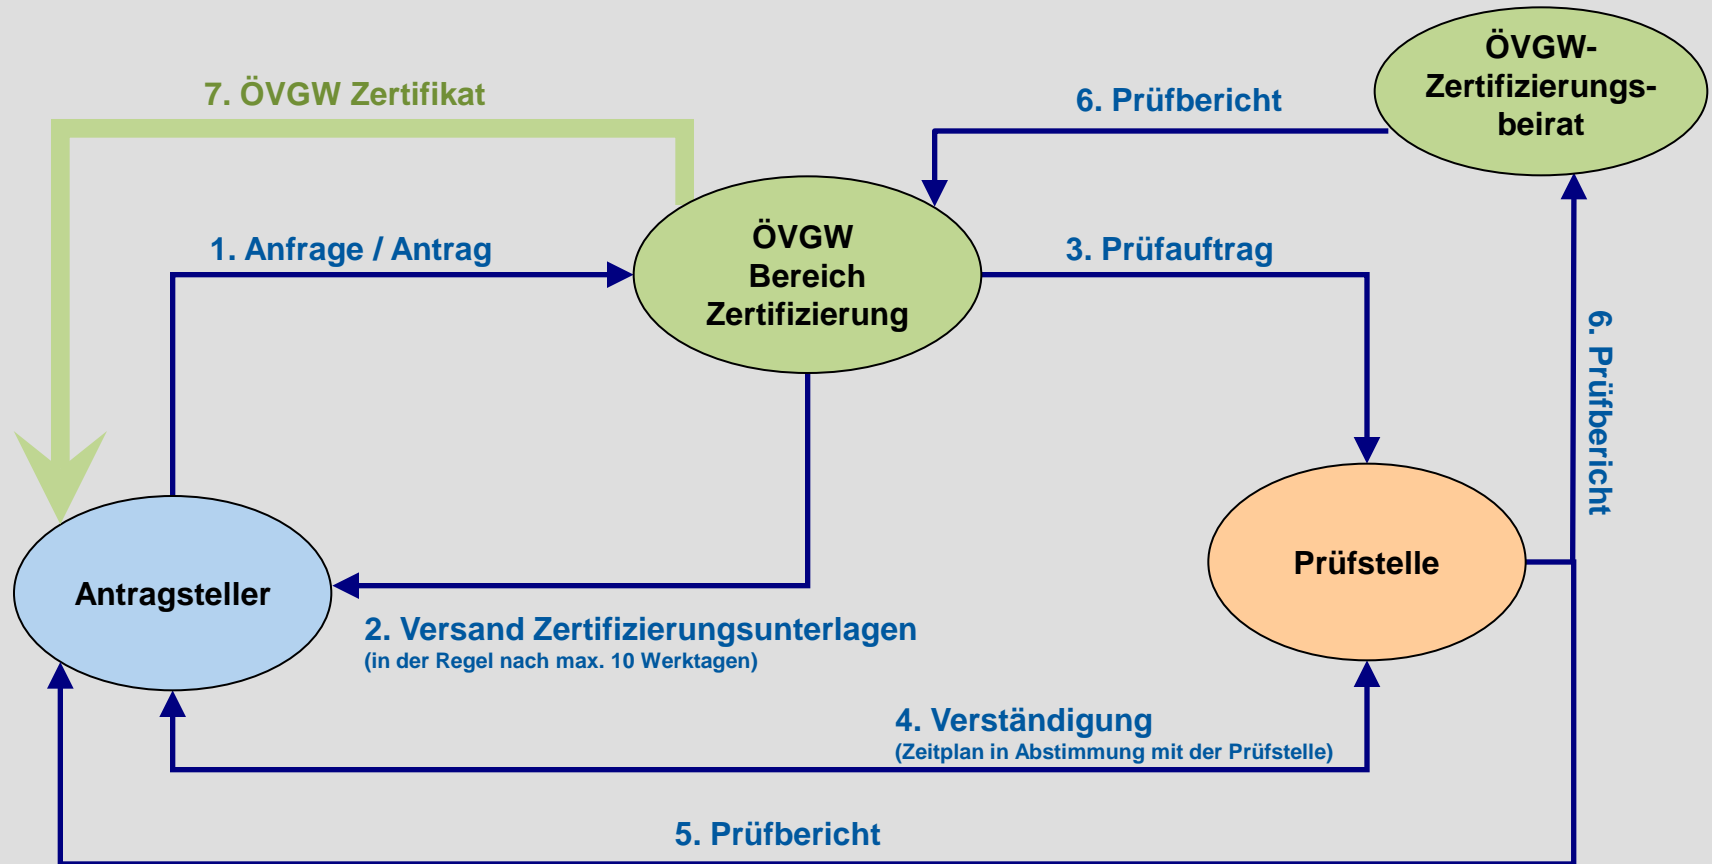 ÖVGW-
Zertifizierungs-
beirat
7. ÖVGW Zertifikat
6. Prüfbericht
1. Anfrage / Antrag
ÖVGW
Bereich
Zertifizierung
3. Prüfauftrag
6. Prüfbericht
Prüfstelle
Antragsteller
2. Versand Zertifizierungsunterlagen
(in der Regel nach max. 10 Werktagen)
4. Verständigung
(Zeitplan in Abstimmung mit der Prüfstelle)
5. Prüfbericht